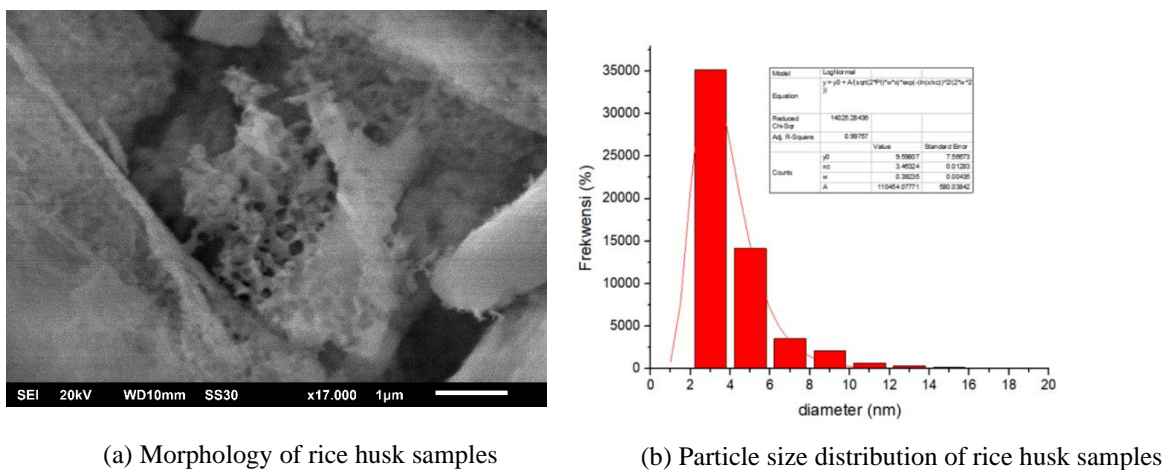 SEI 20kV WD10mm SS30 x17.000 1μm
35000
30000
25000
20000
15000
10000
5000
0
Frekwensi (%)
0 2 4 6 8 10 12 14 16 18 20
diameter (nm)
Model LogNormal
Equation y = y0 + A/(sqrt(2*PI)*w*x)*exp(-(ln(x/xc))^2/(2*w^2
))
Reduced
Chi-Sqr 14025.28436
Adj. R-Square 0.99767
Value Standard Error
Counts y0 9.59807 7.56673
xc 3.46324 0.01283
w 0.39235 0.00435
A 110454.07771 580.03842
(a) Morphology of rice husk samples
(b) Particle size distribution of rice husk samples